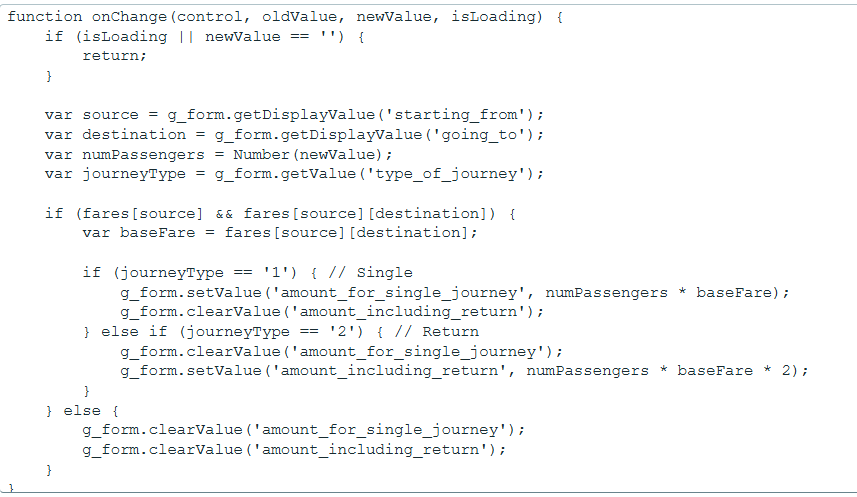 function onChange(control, oldValue, newValue, isLoading) {
    if (isLoading || newValue == '') {
        return;
    }

    var source = g_form.getDisplayValue('starting_from');
    var destination = g_form.getDisplayValue('going_to');
    var numPassengers = Number(newValue);
    var journeyType = g_form.getValue('type_of_journey');

    if (fares[source] && fares[source][destination]) {
        var baseFare = fares[source][destination];

        if (journeyType == '1') { // Single
            g_form.setValue('amount_for_single_journey', numPassengers * baseFare);
            g_form.clearValue('amount_including_return');
        } else if (journeyType == '2') { // Return
            g_form.clearValue('amount_for_single_journey');
            g_form.setValue('amount_including_return', numPassengers * baseFare * 2);
        }
    } else {
        g_form.clearValue('amount_for_single_journey');
        g_form.clearValue('amount_including_return');
    }
}